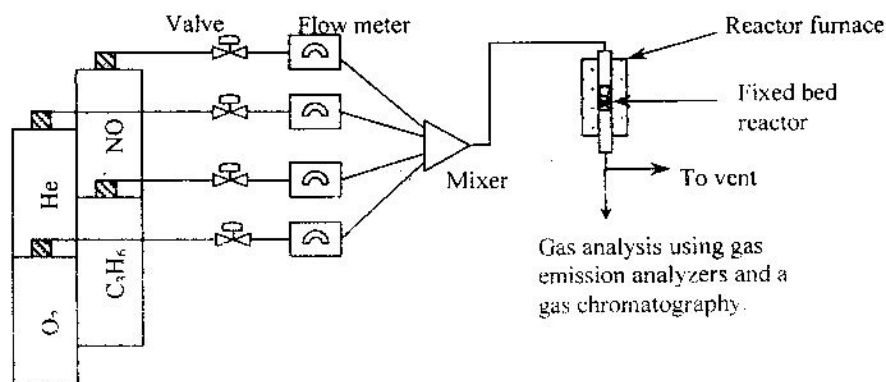 Valve
Flow meter
Reactor furnace
Fixed bed
reactor
NO
He
Mixer
To vent
C₃H₆
O₂
Gas analysis using gas
emission analyzers and a
gas chromatography.